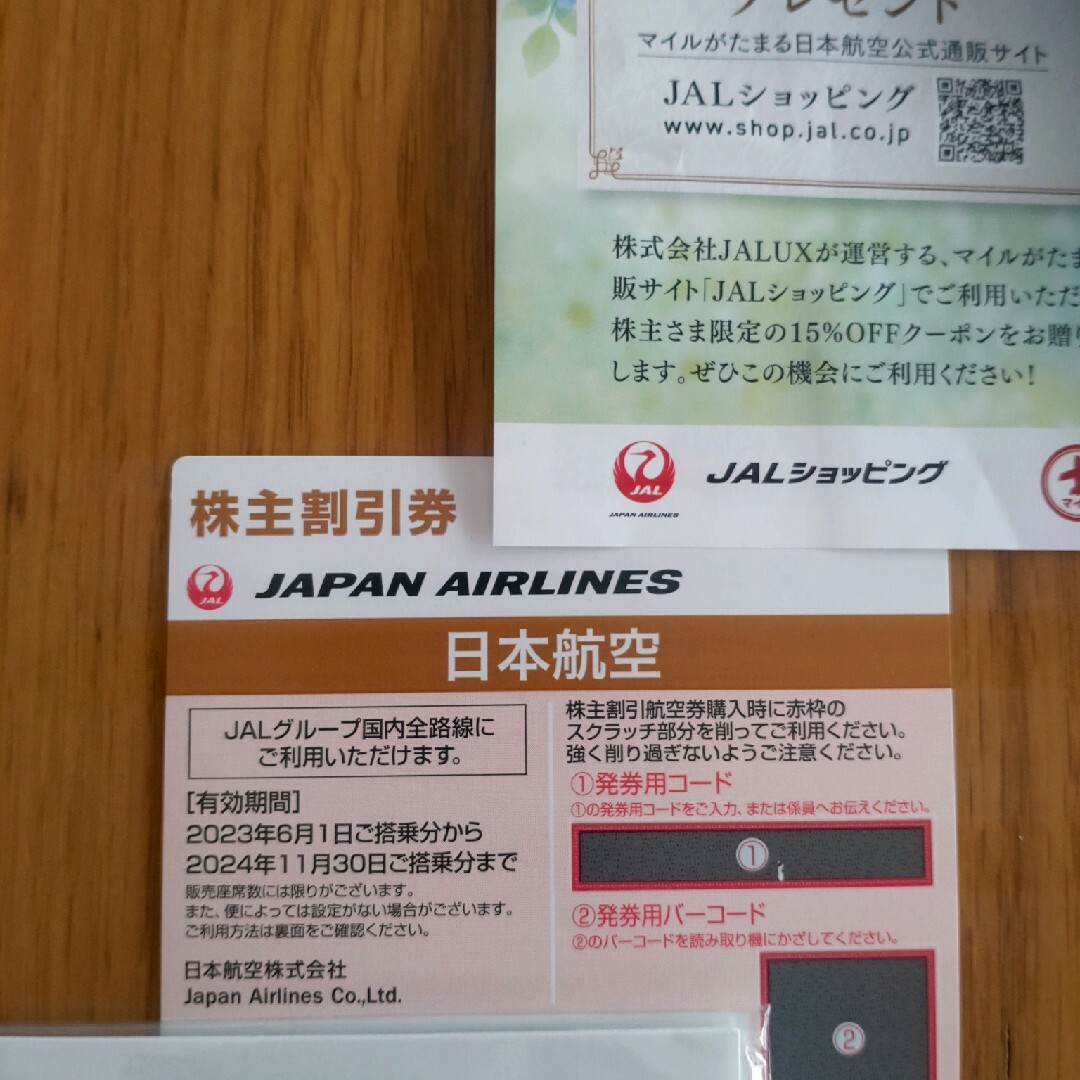 プレゼント
マイルがたまる日本航空公式通販サイト
JALショッピング
www.shop.jal.co.jp
株式会社JALUXが運営する、マイルがたま
販サイト「JALショッピング」でご利用いただ
株主さま限定の15%OFFクーポンをお贈り
します。ぜひこの機会にご利用ください!
JAL
JAPAN AIRLINES
JALショッピング
マイ
株主割引券
JAL
JAPAN AIRLINES
日本航空
JALグループ国内全路線に
ご利用いただけます。
[有効期間]
2023年6月1日ご搭乗分から
2024年11月30日ご搭乗分まで
販売座席数には限りがございます。
また、便によっては設定がない場合がございます。
ご利用方法は裏面をご確認ください。
日本航空株式会社
Japan Airlines Co.,Ltd.
株主割引航空券購入時に赤枠の
スクラッチ部分を削ってご利用ください。
強く削り過ぎないようご注意ください。
①発券用コード
①の発券用コードをご入力、または係員へお伝えください。
①
②発券用バーコード
②のバーコードを読み取り機にかざしてください。
②